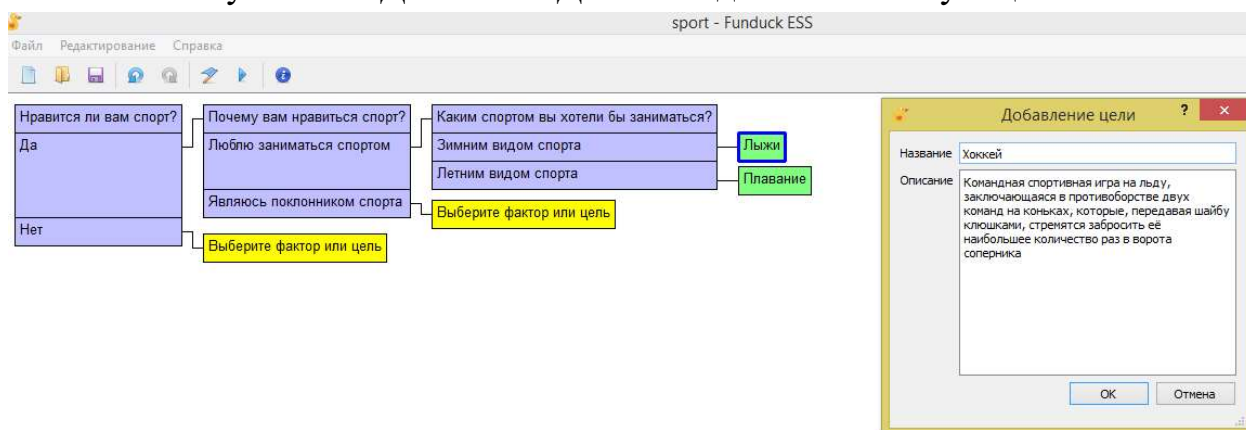 sport - Funduck ESS
Файл Редактирование Справка
Нравится ли вам спорт?
Да
Нет
Почему вам нравиться спорт?
Люблю заниматься спортом
Являюсь поклонником спорта
Выберите фактор или цель
Каким спортом вы хотели бы заниматься?
Зимним видом спорта
Летним видом спорта
Выберите фактор или цель
Лыжи
Плавание
Добавление цели
Название Хоккей
Описание Командная спортивная игра на льду,
заключающаяся в противоборстве двух
команд на коньках, которые, передавая шайбу
клюшками, стремятся забросить её
наибольшее количество раз в ворота
соперника
OK Отмена